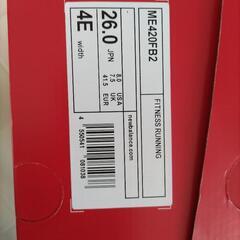 ME420FB2
FITNESS RUNNING
26.0 JPN
8.0 USA
7.5 UK
41.5 EUR
newbalance.com
4E width
4 550541 081038